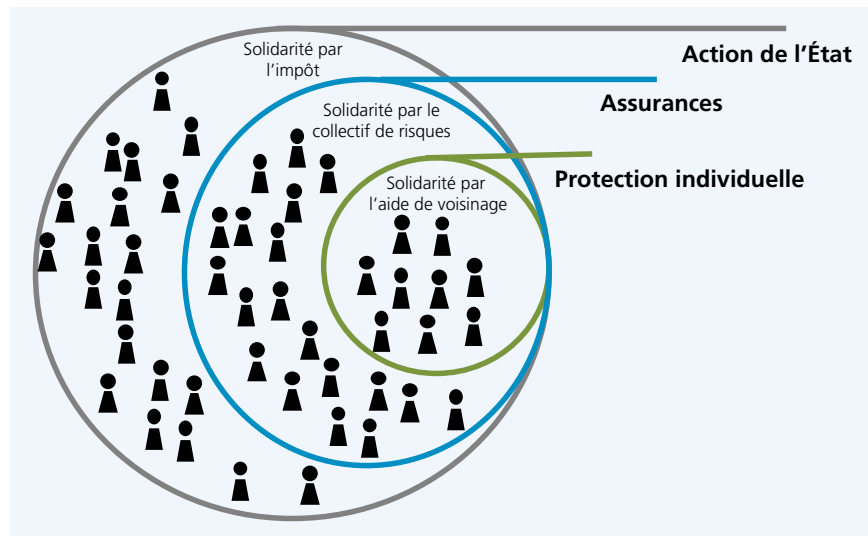 Solidarité par
l'impôt
Action de l'État
Solidarité par le
collectif de risques
Assurances
Solidarité par
l'aide de voisinage
Protection individuelle